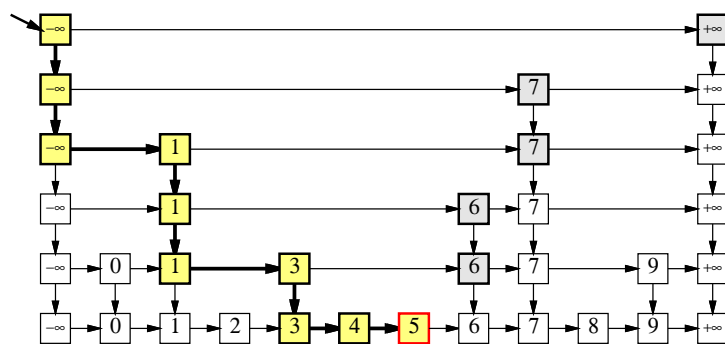 −∞ +∞
−∞ 7 +∞
−∞ 1 7 +∞
−∞ 1 6 7 +∞
−∞ 0 1 3 6 7 9 +∞
−∞ 0 1 2 3 4 5 6 7 8 9 +∞